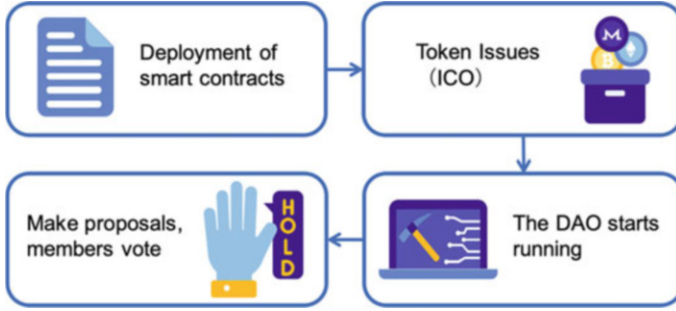 Deployment of
smart contracts
Token Issues
（ICO）
The DAO starts
running
Make proposals,
members vote
HOLD